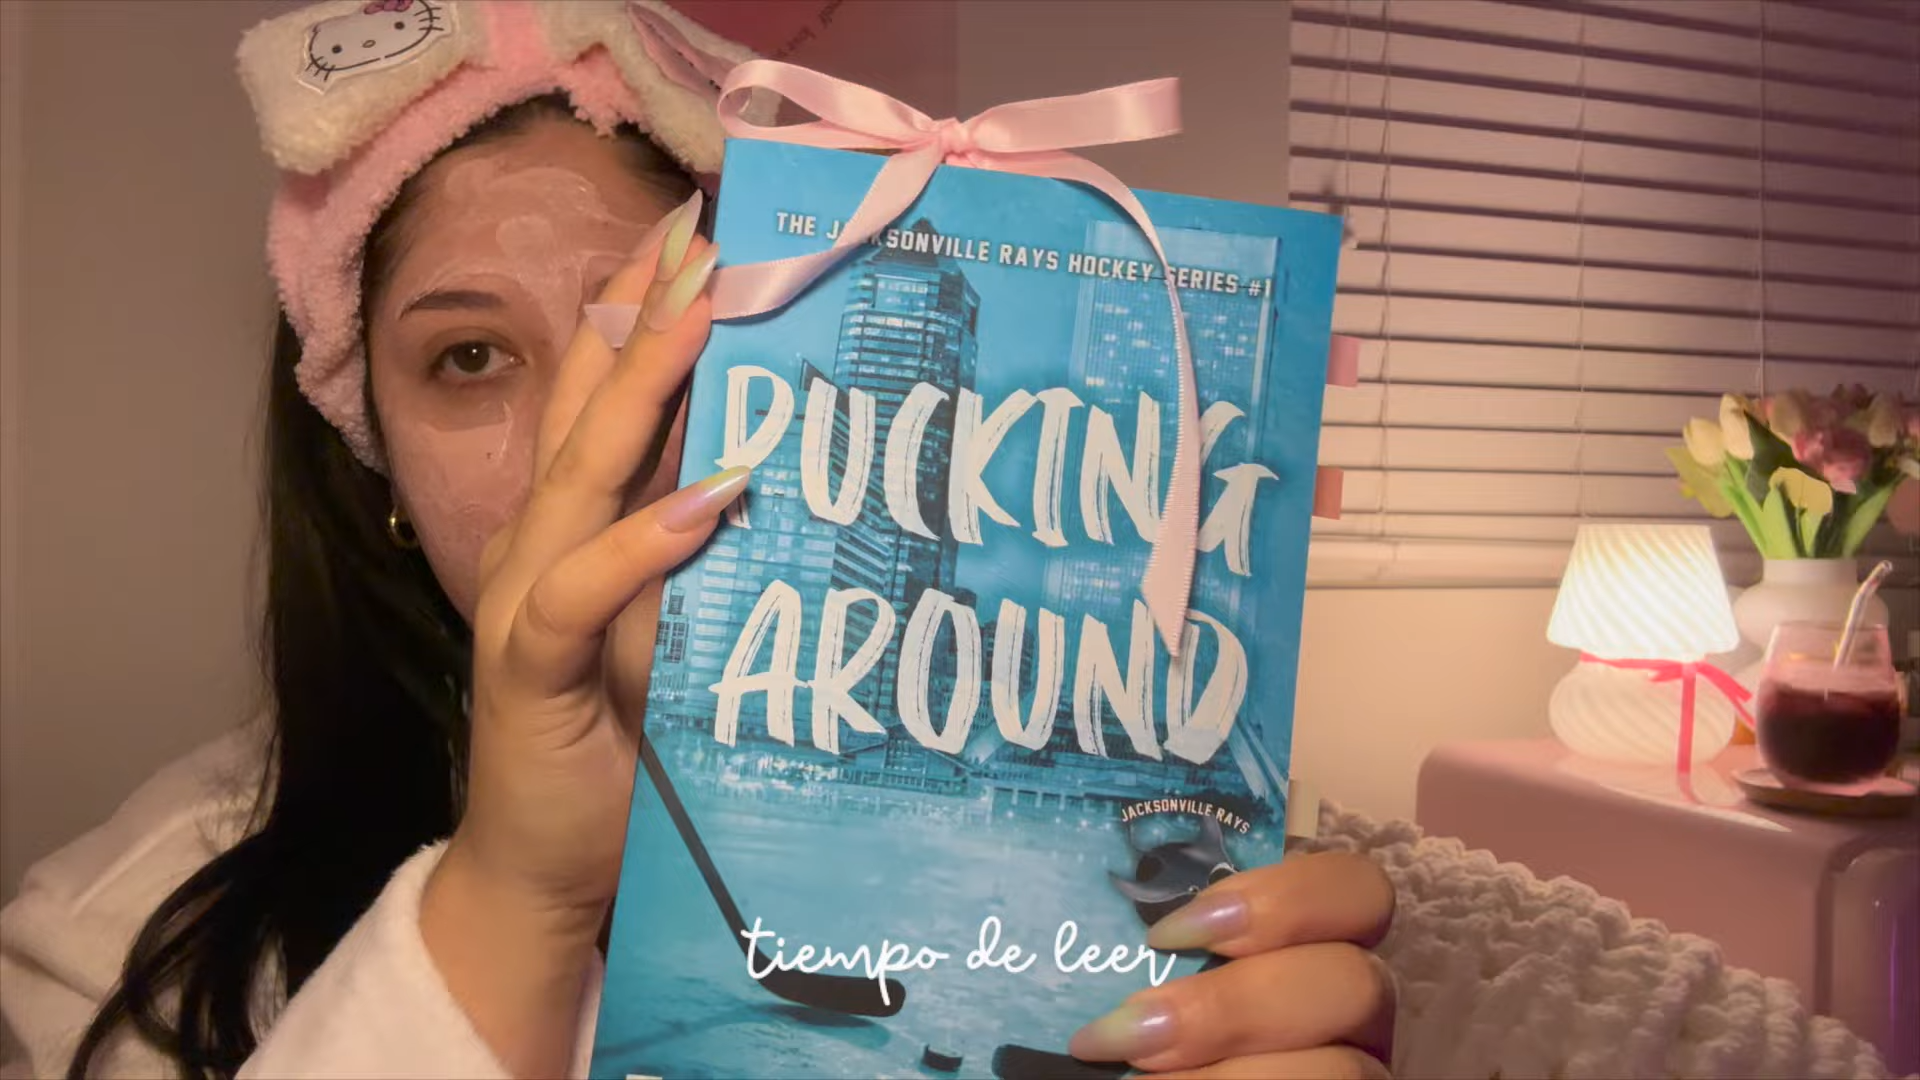 THE JACKSONVILLE RAYS HOCKEY SERIES #1
PUCKING
AROUND
JACKSONVILLE RAYS
tiempo de leer